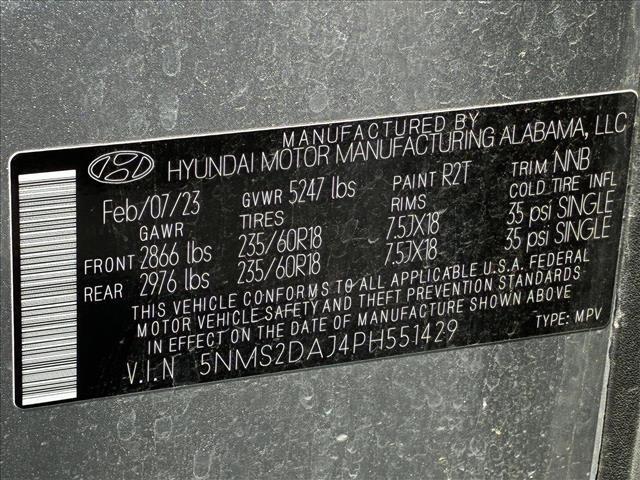 MANUFACTURED BY
HYUNDAI MOTOR MANUFACTURING ALABAMA, LLC
Feb/07/23 GVWR 5247 lbs PAINT R2T TRIM NNB
GAWR TIRES RIMS COLD TIRE INFL
FRONT 2866 lbs 235/60R18 7.5JX18 35 psi SINGLE
REAR 2976 lbs 235/60R18 7.5JX18 35 psi SINGLE
THIS VEHICLE CONFORMS TO ALL APPLICABLE U.S.A. FEDERAL
MOTOR VEHICLE SAFETY AND THEFT PREVENTION STANDARDS
IN EFFECT ON THE DATE OF MANUFACTURE SHOWN ABOVE
V.I.N 5NMS2DAJ4PH551429 TYPE: MPV